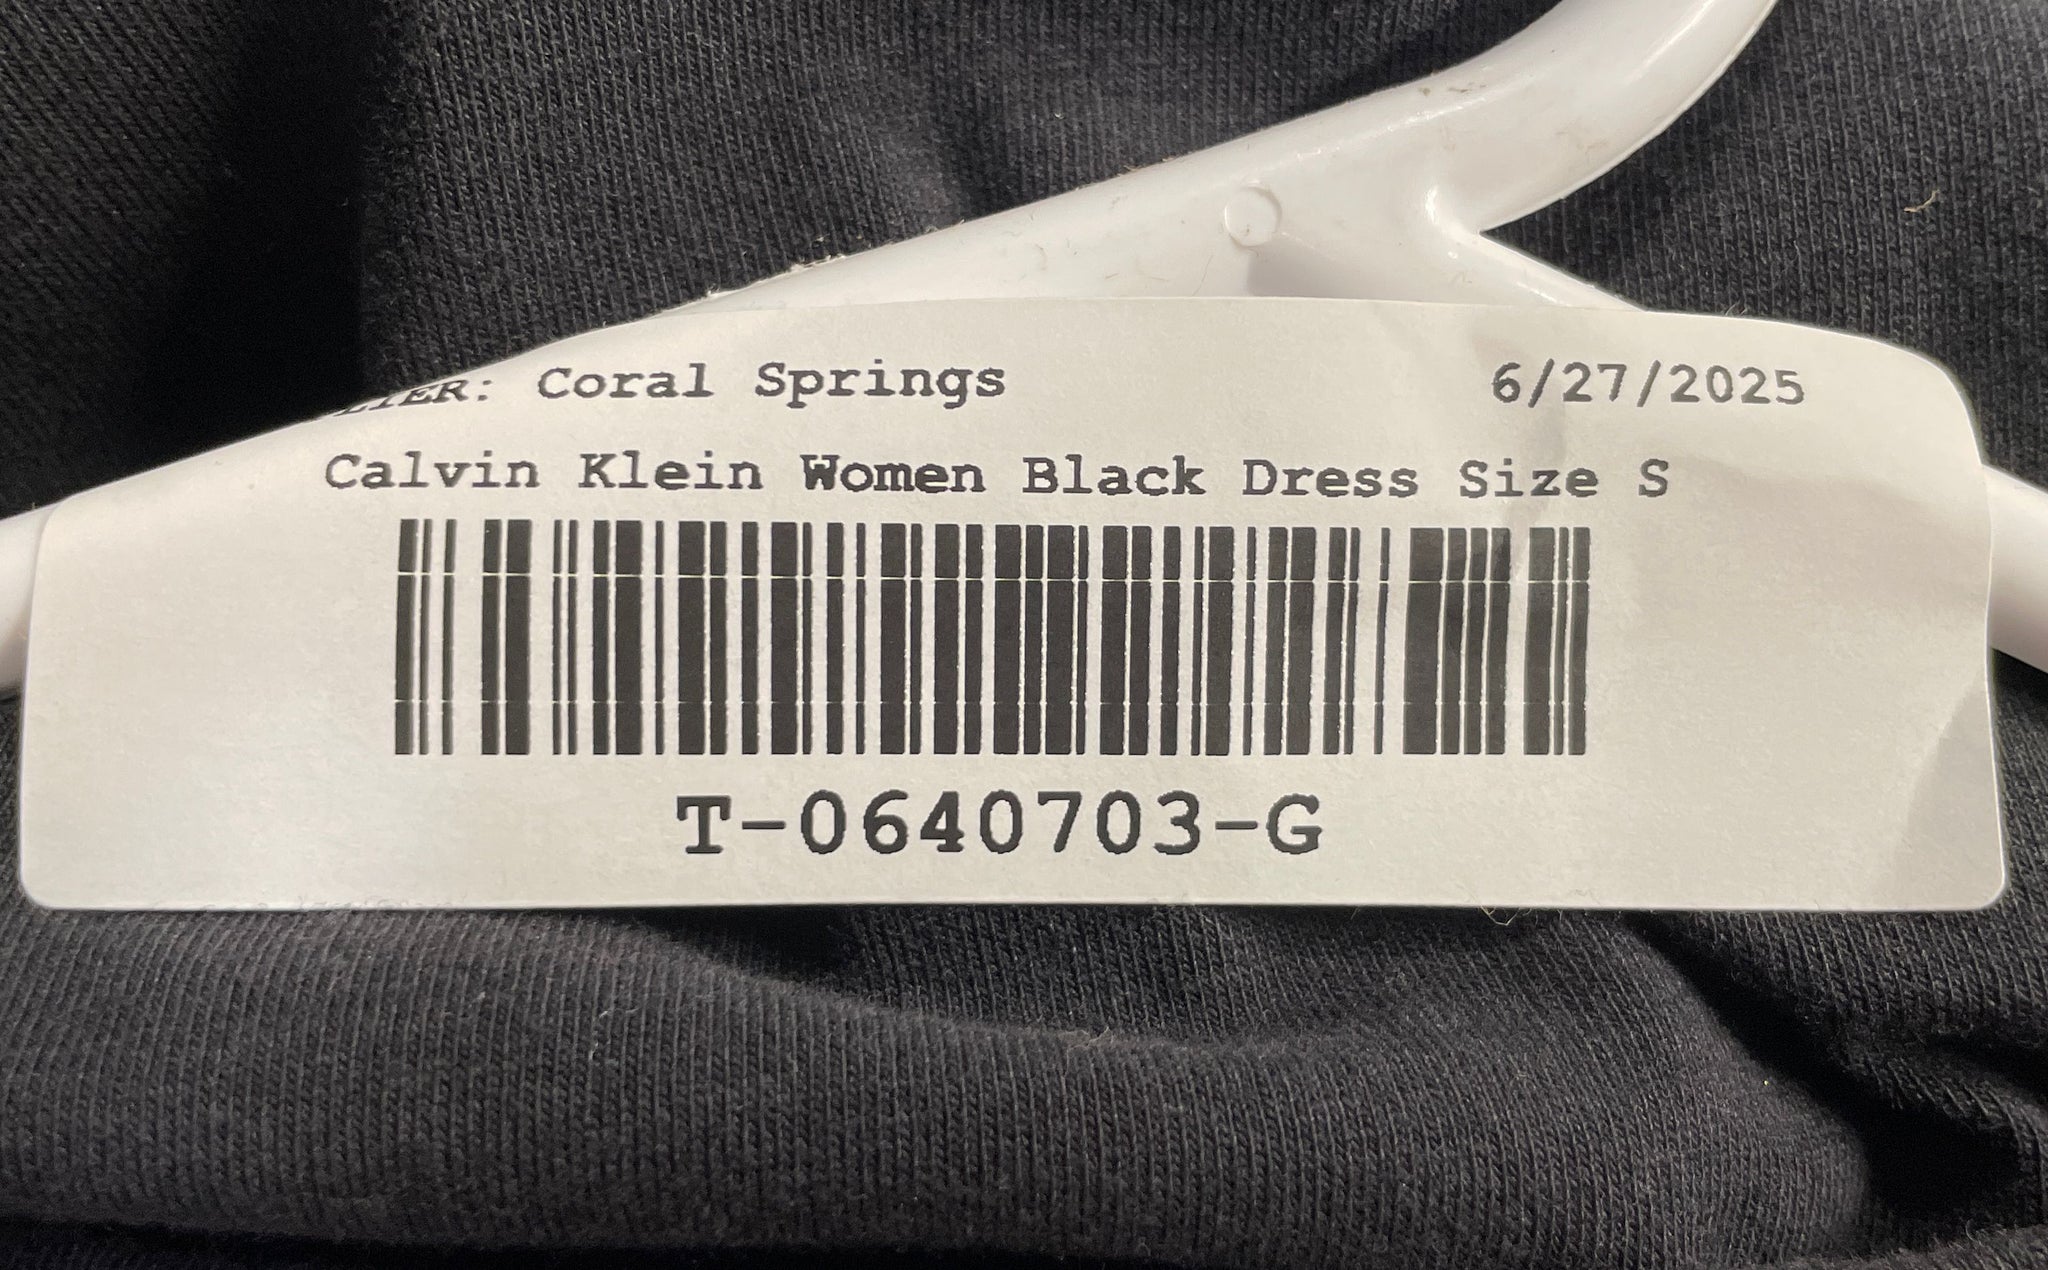 Coral Springs 6/27/2025
Calvin Klein Women Black Dress Size S
T-0640703-G